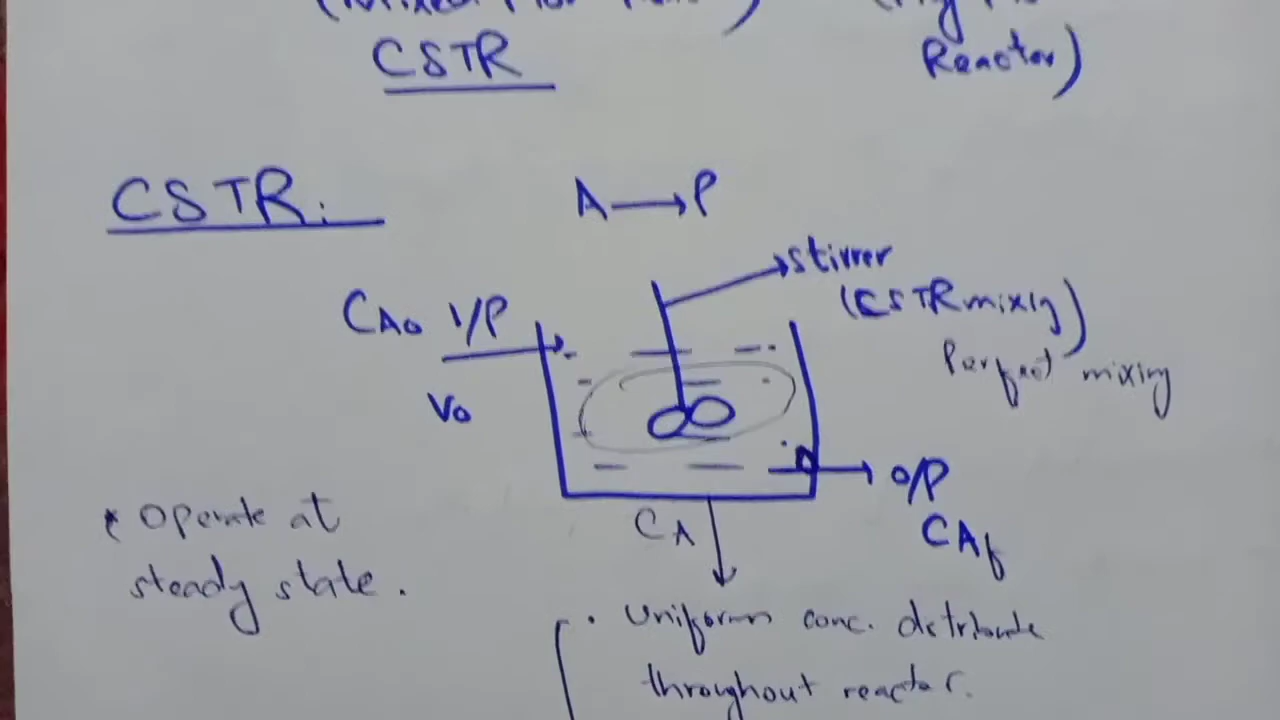 CSTR
Reactor)
CSTR:
A → P
stirrer
(CSTR mixig)
Perfect mixing
CA0 I/P
V0
O/P
CAf
CA
* Operate at
steady state.
• Uniform conc. distribute
throughout reactor.